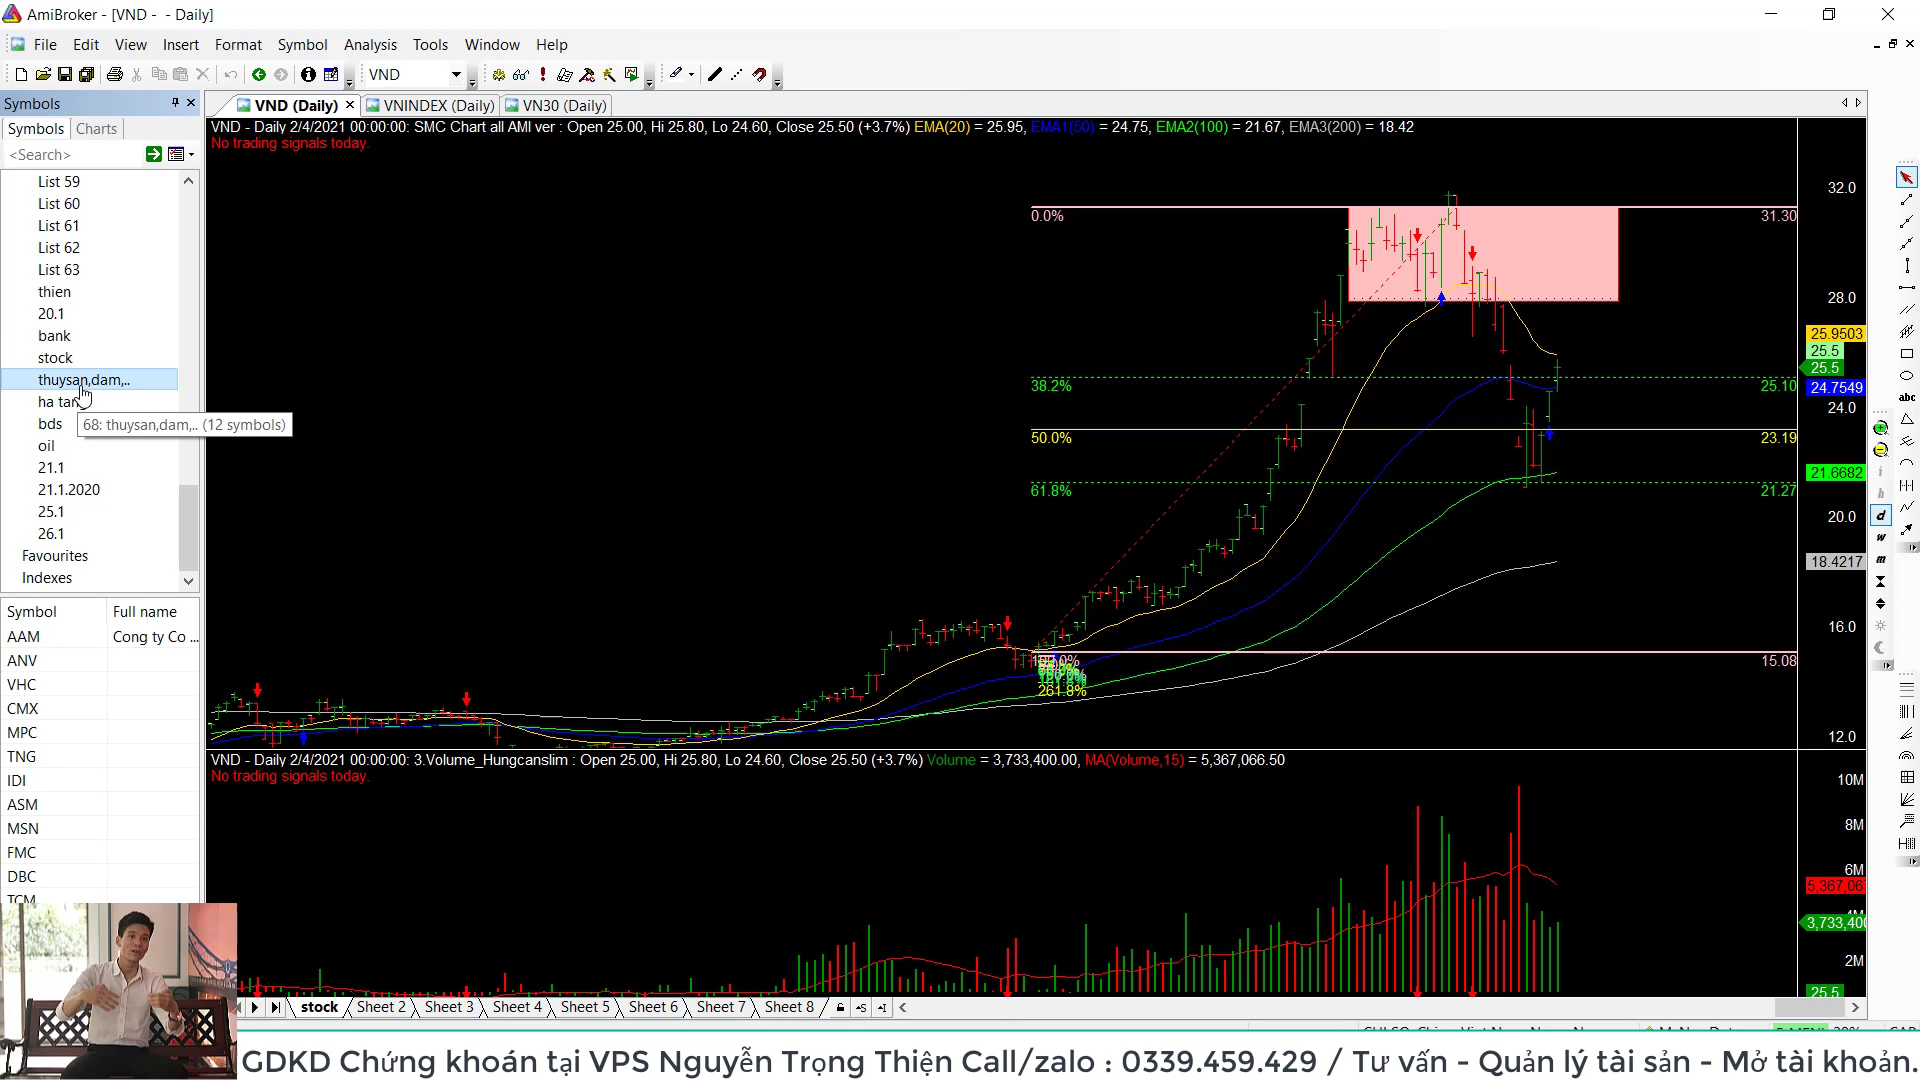 AmiBroker - [VND - - Daily]
File Edit View Insert Format Symbol Analysis Tools Window Help
VND
Symbols
VND (Daily) VNINDEX (Daily) VN30 (Daily)
Symbols Charts
<Search>
VND - Daily 2/4/2021 00:00:00: SMC Chart all AMI ver : Open 25.00, Hi 25.80, Lo 24.60, Close 25.50 (+3.7%) EMA(20) = 25.95, EMA1(50) = 24.75, EMA2(100) = 21.67, EMA3(200) = 18.42
No trading signals today.
List 59
List 60
List 61
List 62
List 63
thien
20.1
bank
stock
thuysan,dam,..
ha tan
bds
68: thuysan,dam,.. (12 symbols)
oil
21.1
21.1.2020
25.1
26.1
Favourites
Indexes
Symbol Full name
AAM Cong ty Co ...
ANV
VHC
CMX
MPC
TNG
IDI
ASM
MSN
FMC
DBC
TCM
0.0% 31.30
38.2% 25.10
50.0% 23.19
61.8% 21.27
15.08
261.8%
32.0
28.0
25.9503
25.5
25.5
24.7549
24.0
21.6682
20.0
18.4217
16.0
12.0
abc
i
h
d
w
m
VND - Daily 2/4/2021 00:00:00: 3.Volume_Hungcanslim : Open 25.00, Hi 25.80, Lo 24.60, Close 25.50 (+3.7%) Volume = 3,733,400.00, MA(Volume,15) = 5,367,066.50
No trading signals today.
10M
8M
6M
5,367,06
4M
3,733,400
2M
25.5
stock Sheet 2 Sheet 3 Sheet 4 Sheet 5 Sheet 6 Sheet 7 Sheet 8
GDKD Chứng khoán tại VPS Nguyễn Trọng Thiện Call/zalo : 0339.459.429 / Tư vấn - Quản lý tài sản - Mở tài khoản.